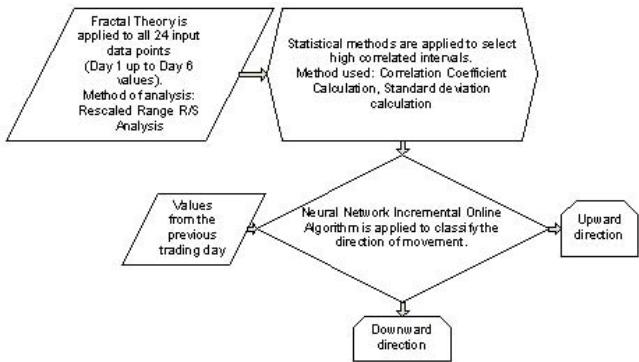 Fractal Theory is
applied to all 24 input
data points
(Day 1 up to Day 6
values).
Method of analysis:
Rescaled Range R/S
Analysis
Statistical methods are applied to select
high correlated intervals.
Method used: Correlation Coefficient
Calculation, Standard deviation
calculation
Values
from the
previous
trading day
Neural Network Incremental Online
Algorithm is applied to classify the
direction of movement.
Upward
direction
Downward
direction